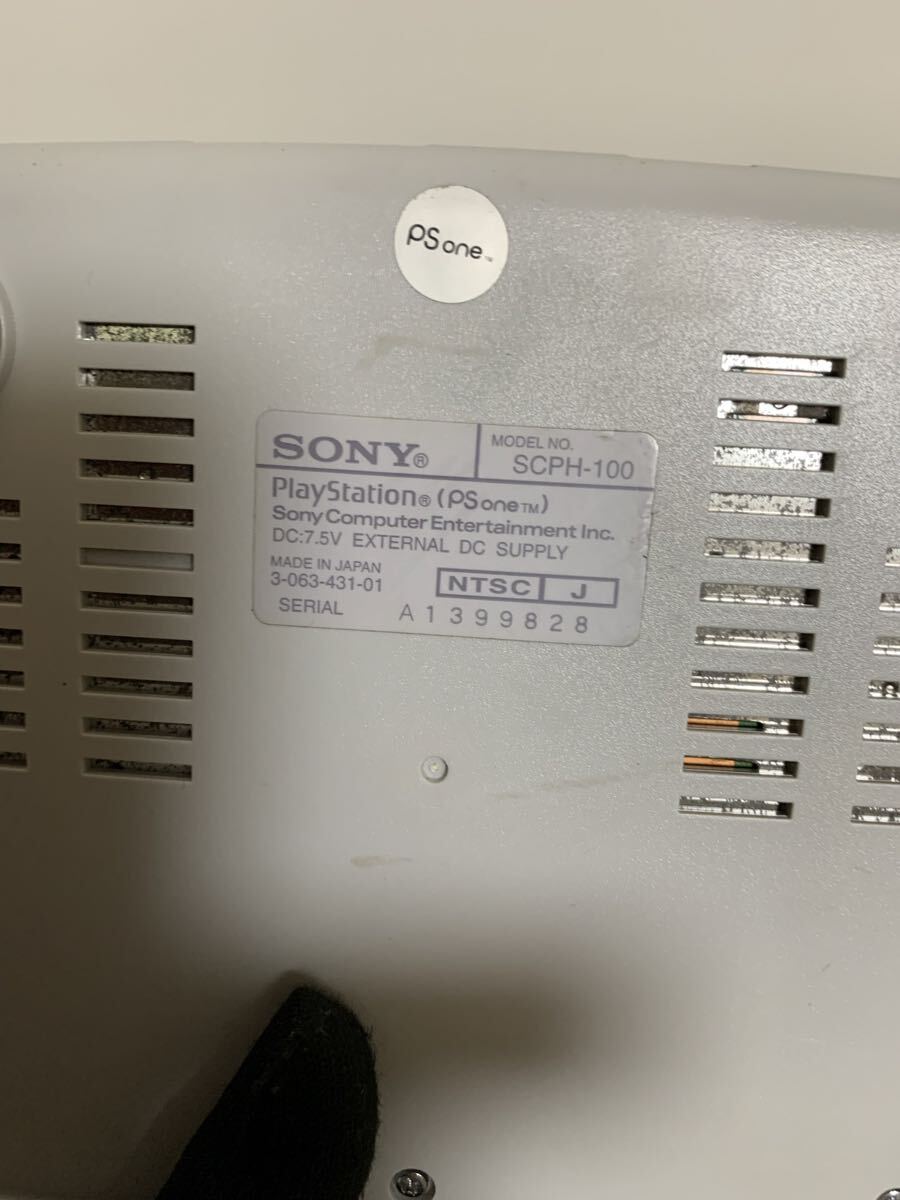 PS one™
SONY® MODEL NO. SCPH-100
PlayStation® (PS one™)
Sony Computer Entertainment Inc.
DC:7.5V EXTERNAL DC SUPPLY
MADE IN JAPAN
3-063-431-01 NTSC J
SERIAL A1399828